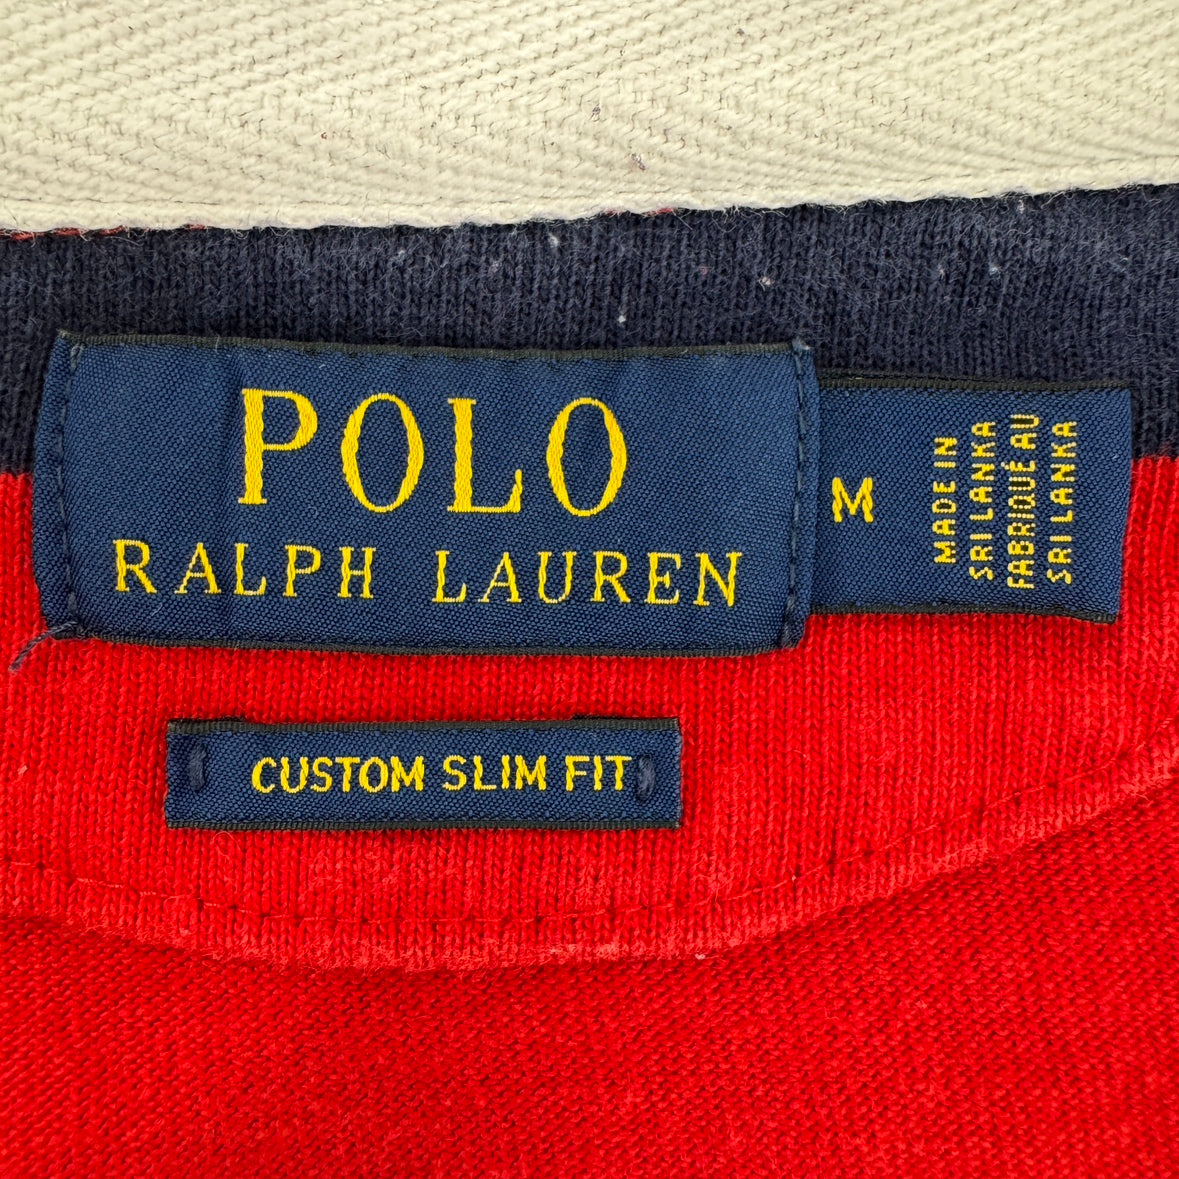 POLO
RALPH LAUREN
M
MADE IN
SRI LANKA
FABRIQUÉ AU
SRI LANKA
CUSTOM SLIM FIT